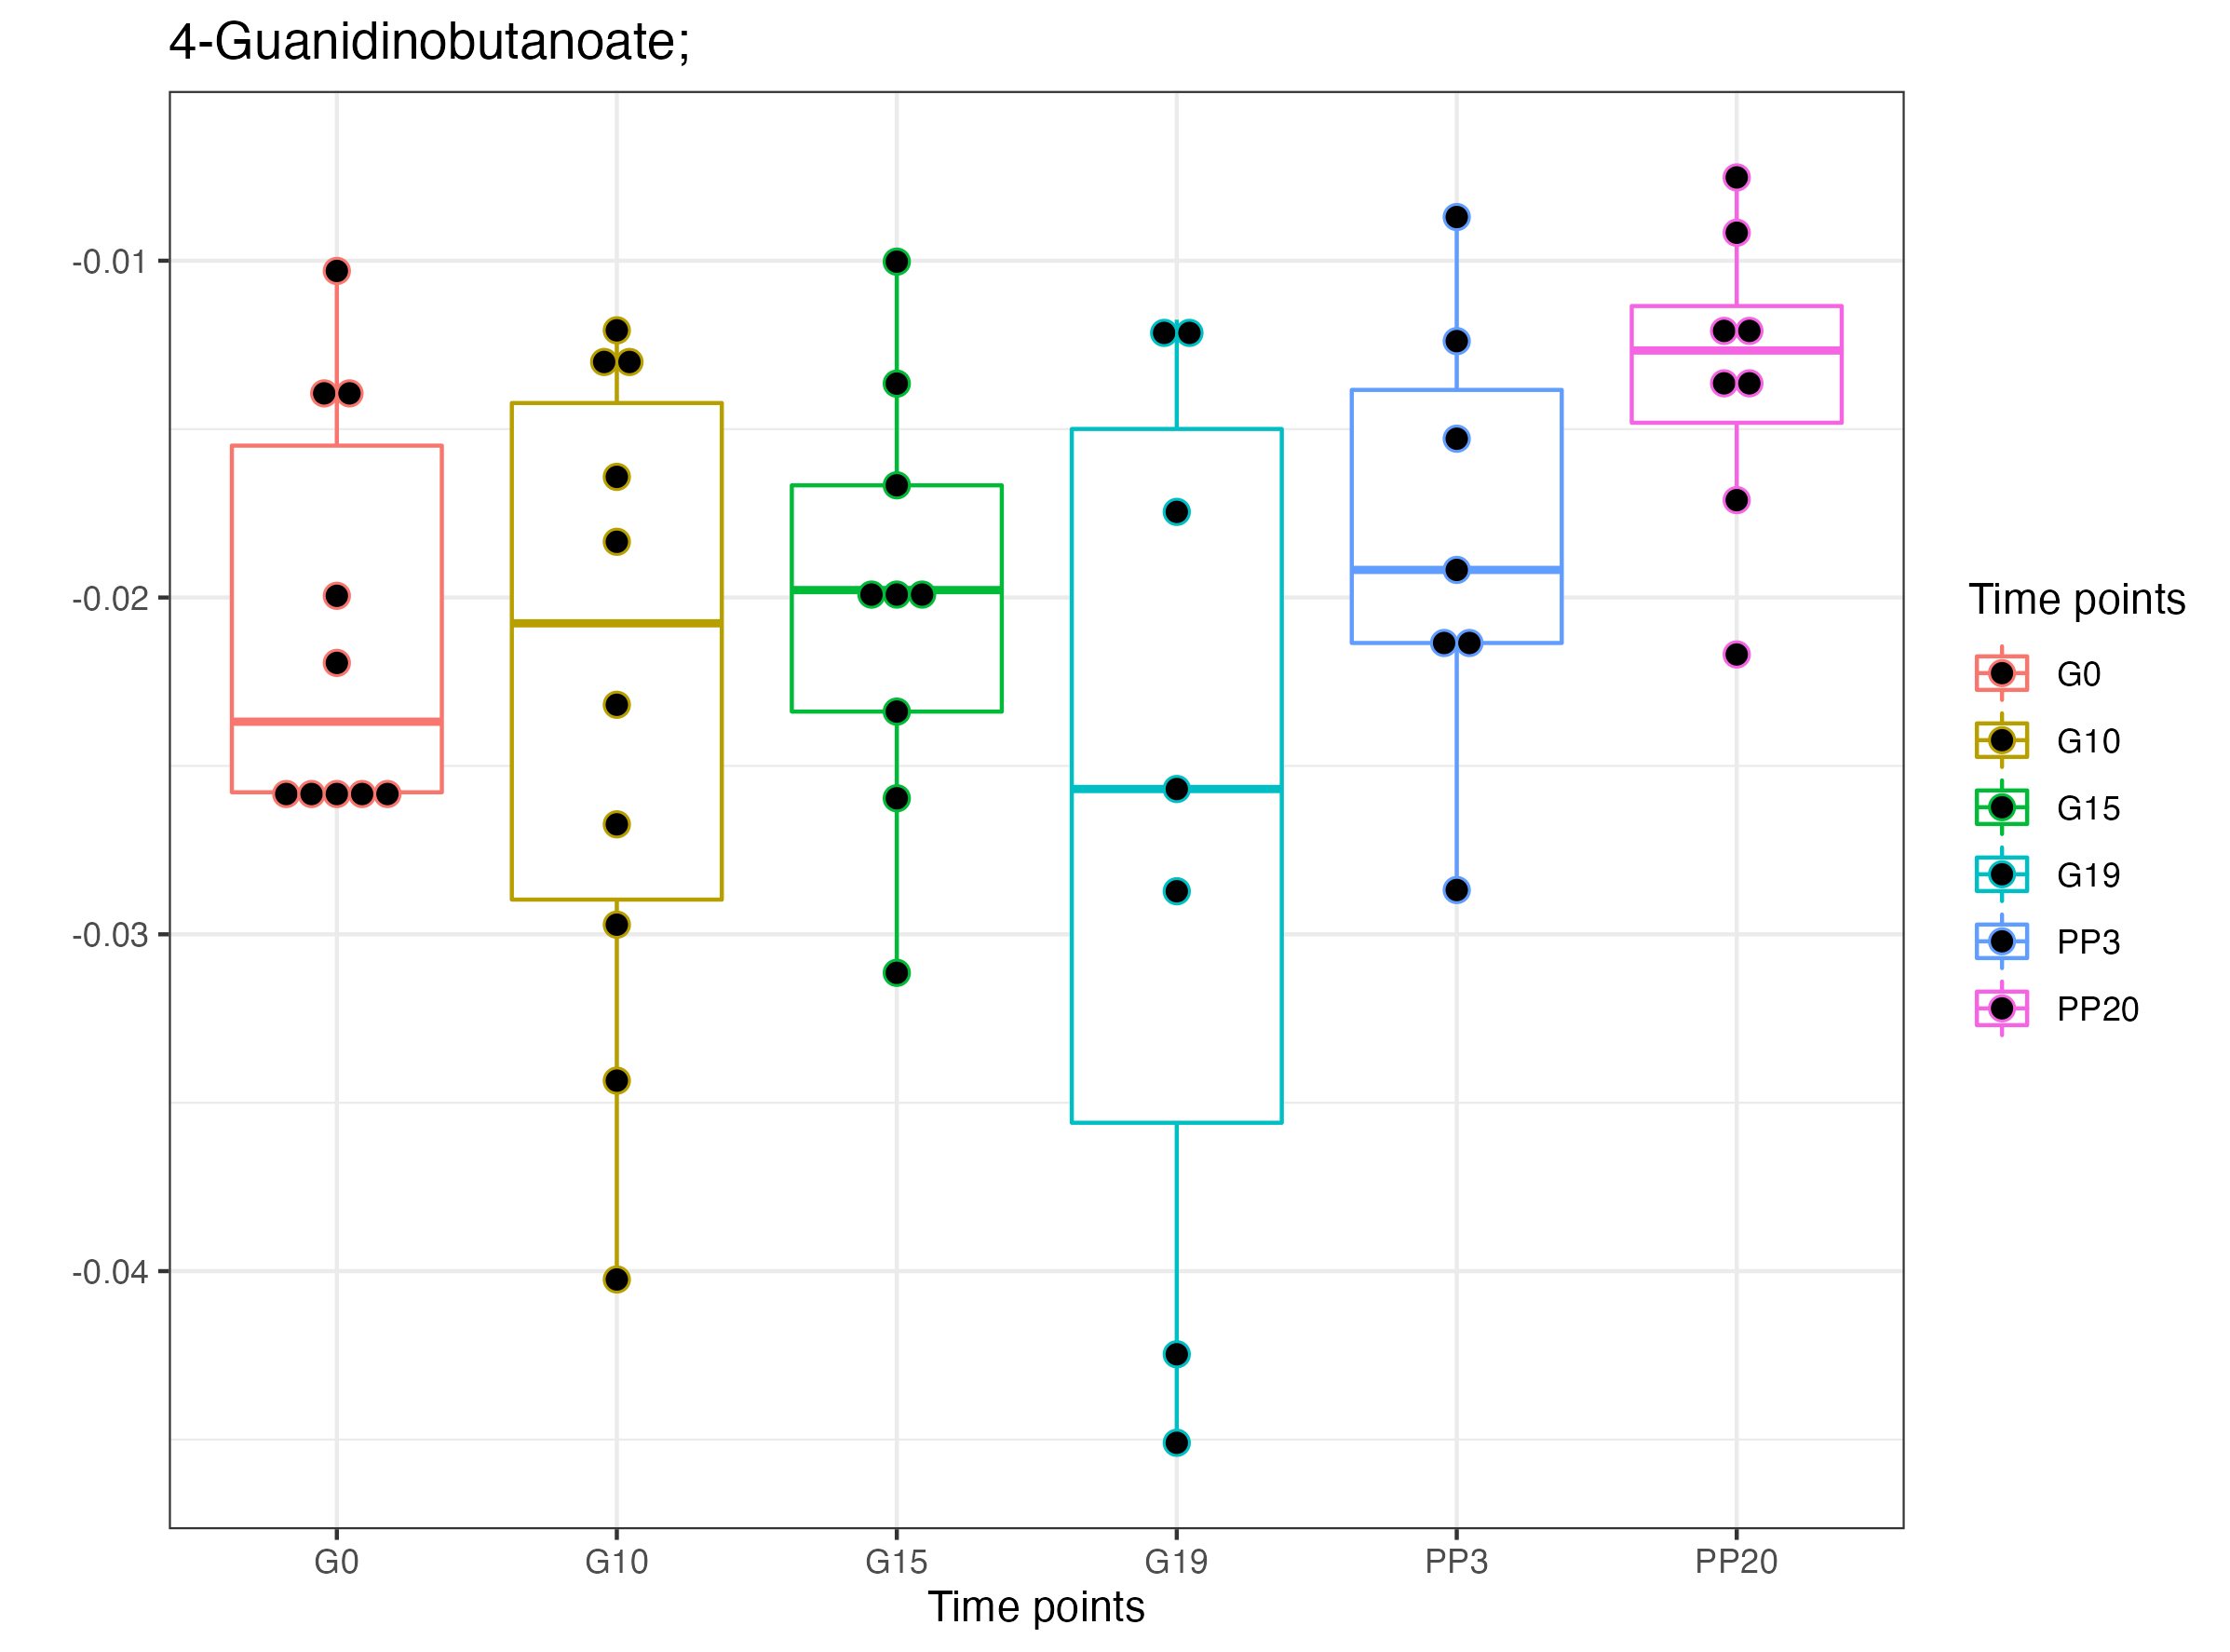 4-Guanidinobutanoate;
-0.01
-0.02
-0.03
-0.04
G0 G10 G15 G19 PP3 PP20
Time points
Time points
G0
G10
G15
G19
PP3
PP20